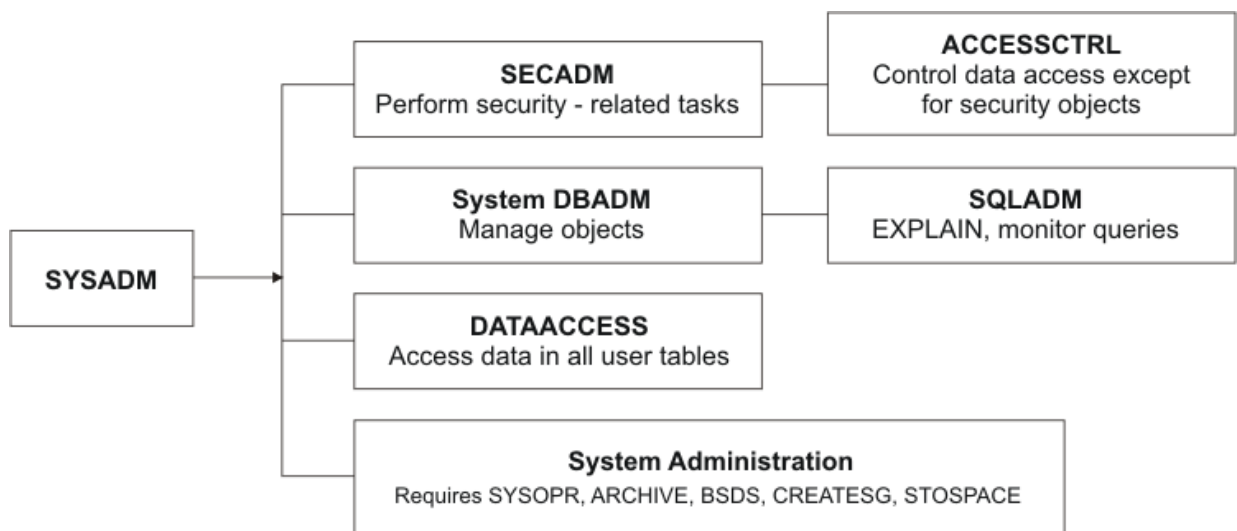 SYSADM
SECADM
Perform security - related tasks
ACCESSCTRL
Control data access except
for security objects
System DBADM
Manage objects
SQLADM
EXPLAIN, monitor queries
DATAACCESS
Access data in all user tables
System Administration
Requires SYSOPR, ARCHIVE, BSDS, CREATESG, STOSPACE